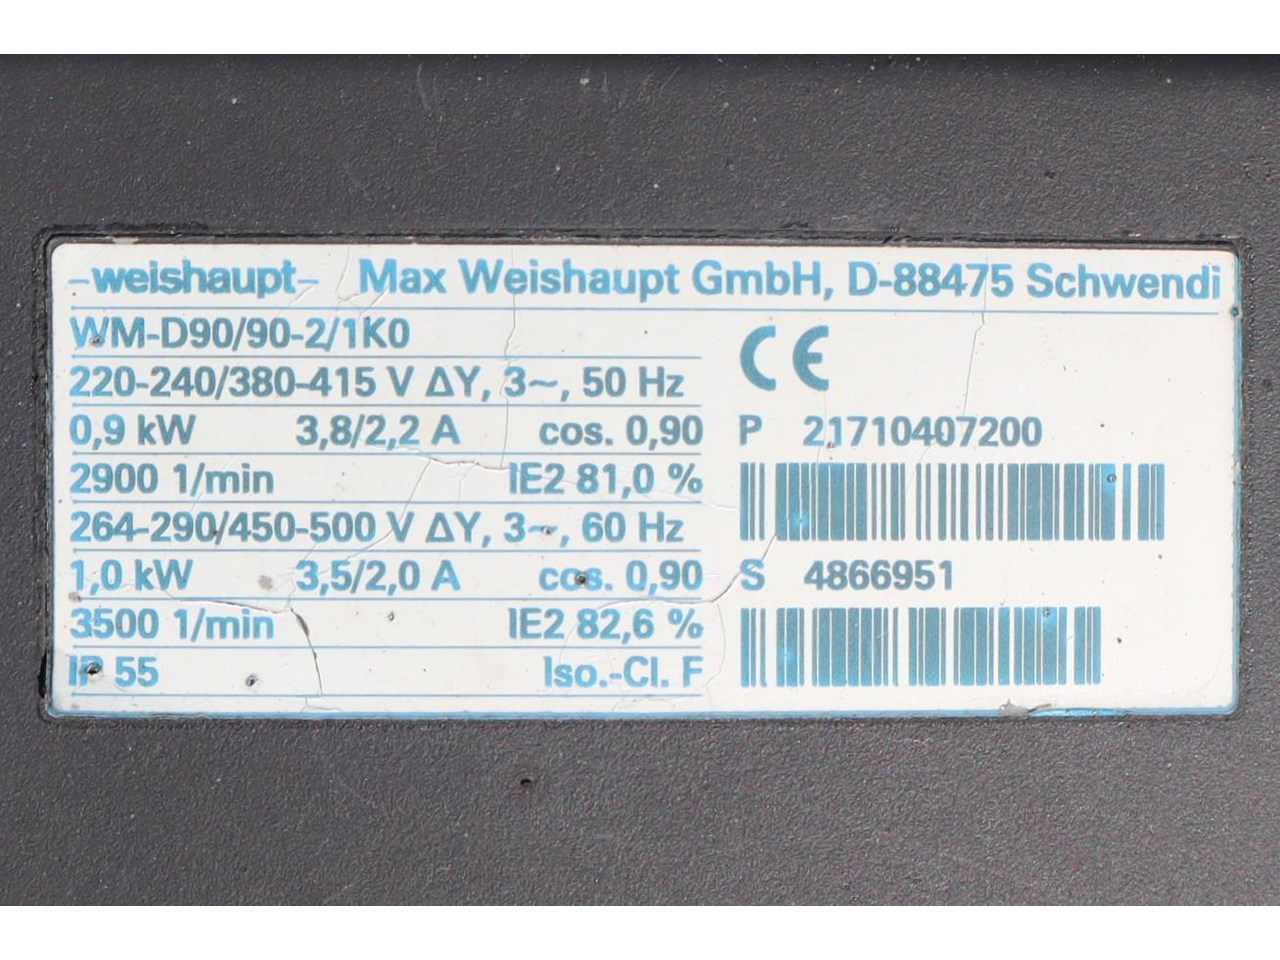 -weishaupt- Max Weishaupt GmbH, D-88475 Schwendi
WM-D90/90-2/1K0
220-240/380-415 V ΔY, 3~, 50 Hz
0,9 kW 3,8/2,2 A cos. 0,90
2900 1/min IE2 81,0 %
264-290/450-500 V ΔY, 3~, 60 Hz
1,0 kW 3,5/2,0 A cos. 0,90
3500 1/min IE2 82,6 %
IP 55 Iso.-Cl. F
CE
P 21710407200
S 4866951